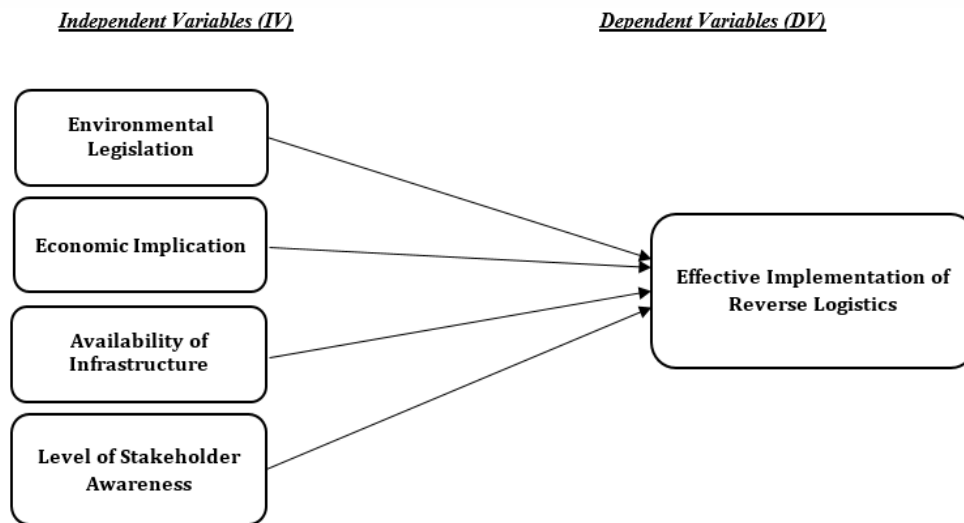 Independent Variables (IV)
Dependent Variables (DV)
Environmental
Legislation
Economic Implication
Availability of
Infrastructure
Level of Stakeholder
Awareness
Effective Implementation of
Reverse Logistics